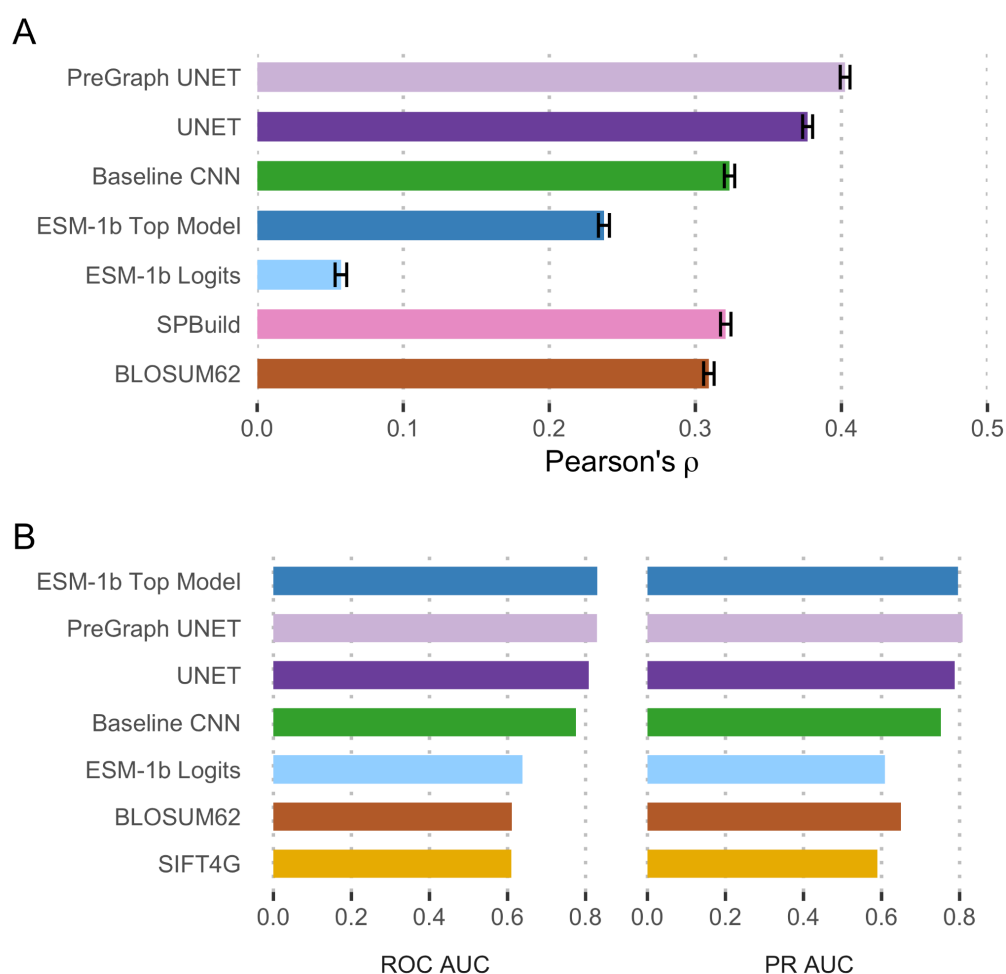 A
PreGraph UNET
UNET
Baseline CNN
ESM-1b Top Model
ESM-1b Logits
SPBuild
BLOSUM62
0.0 0.1 0.2 0.3 0.4 0.5
Pearson's ρ
B
ESM-1b Top Model
PreGraph UNET
UNET
Baseline CNN
ESM-1b Logits
BLOSUM62
SIFT4G
0.0 0.2 0.4 0.6 0.8 0.0 0.2 0.4 0.6 0.8
ROC AUC PR AUC